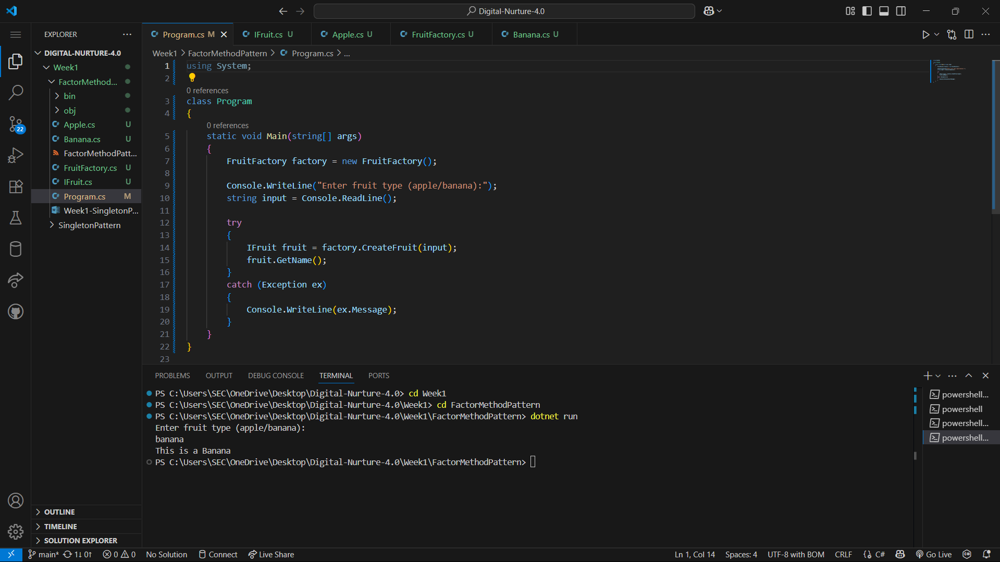 Digital-Nurture-4.0
EXPLORER
DIGITAL-NURTURE-4.0
Week1
FactorMethod...
bin
obj
Apple.cs U
Banana.cs U
FactorMethodPatt...
FruitFactory.cs U
IFruit.cs U
Program.cs M
Week1-SingletonP...
SingletonPattern
22
OUTLINE
TIMELINE
SOLUTION EXPLORER
Program.cs M
IFruit.cs U
Apple.cs U
FruitFactory.cs U
Banana.cs U
Week1 > FactorMethodPattern > Program.cs > ...
1 using System;
2
0 references
3 class Program
4 {
0 references
5 static void Main(string[] args)
6 {
7 FruitFactory factory = new FruitFactory();
8
9 Console.WriteLine("Enter fruit type (apple/banana):");
10 string input = Console.ReadLine();
11
12 try
13 {
14 IFruit fruit = factory.CreateFruit(input);
15 fruit.GetName();
16 }
17 catch (Exception ex)
18 {
19 Console.WriteLine(ex.Message);
20 }
21 }
22 }
23
PROBLEMS OUTPUT DEBUG CONSOLE TERMINAL PORTS
PS C:\Users\SEC\OneDrive\Desktop\Digital-Nurture-4.0> cd Week1
PS C:\Users\SEC\OneDrive\Desktop\Digital-Nurture-4.0\Week1> cd FactorMethodPattern
PS C:\Users\SEC\OneDrive\Desktop\Digital-Nurture-4.0\Week1\FactorMethodPattern> dotnet run
Enter fruit type (apple/banana):
banana
This is a Banana
PS C:\Users\SEC\OneDrive\Desktop\Digital-Nurture-4.0\Week1\FactorMethodPattern>
powershell...
powershell
powershell...
powershell...
main* 1↓ 0↑ 0 0 No Solution Connect Live Share Ln 1, Col 14 Spaces: 4 UTF-8 with BOM CRLF C# Go Live